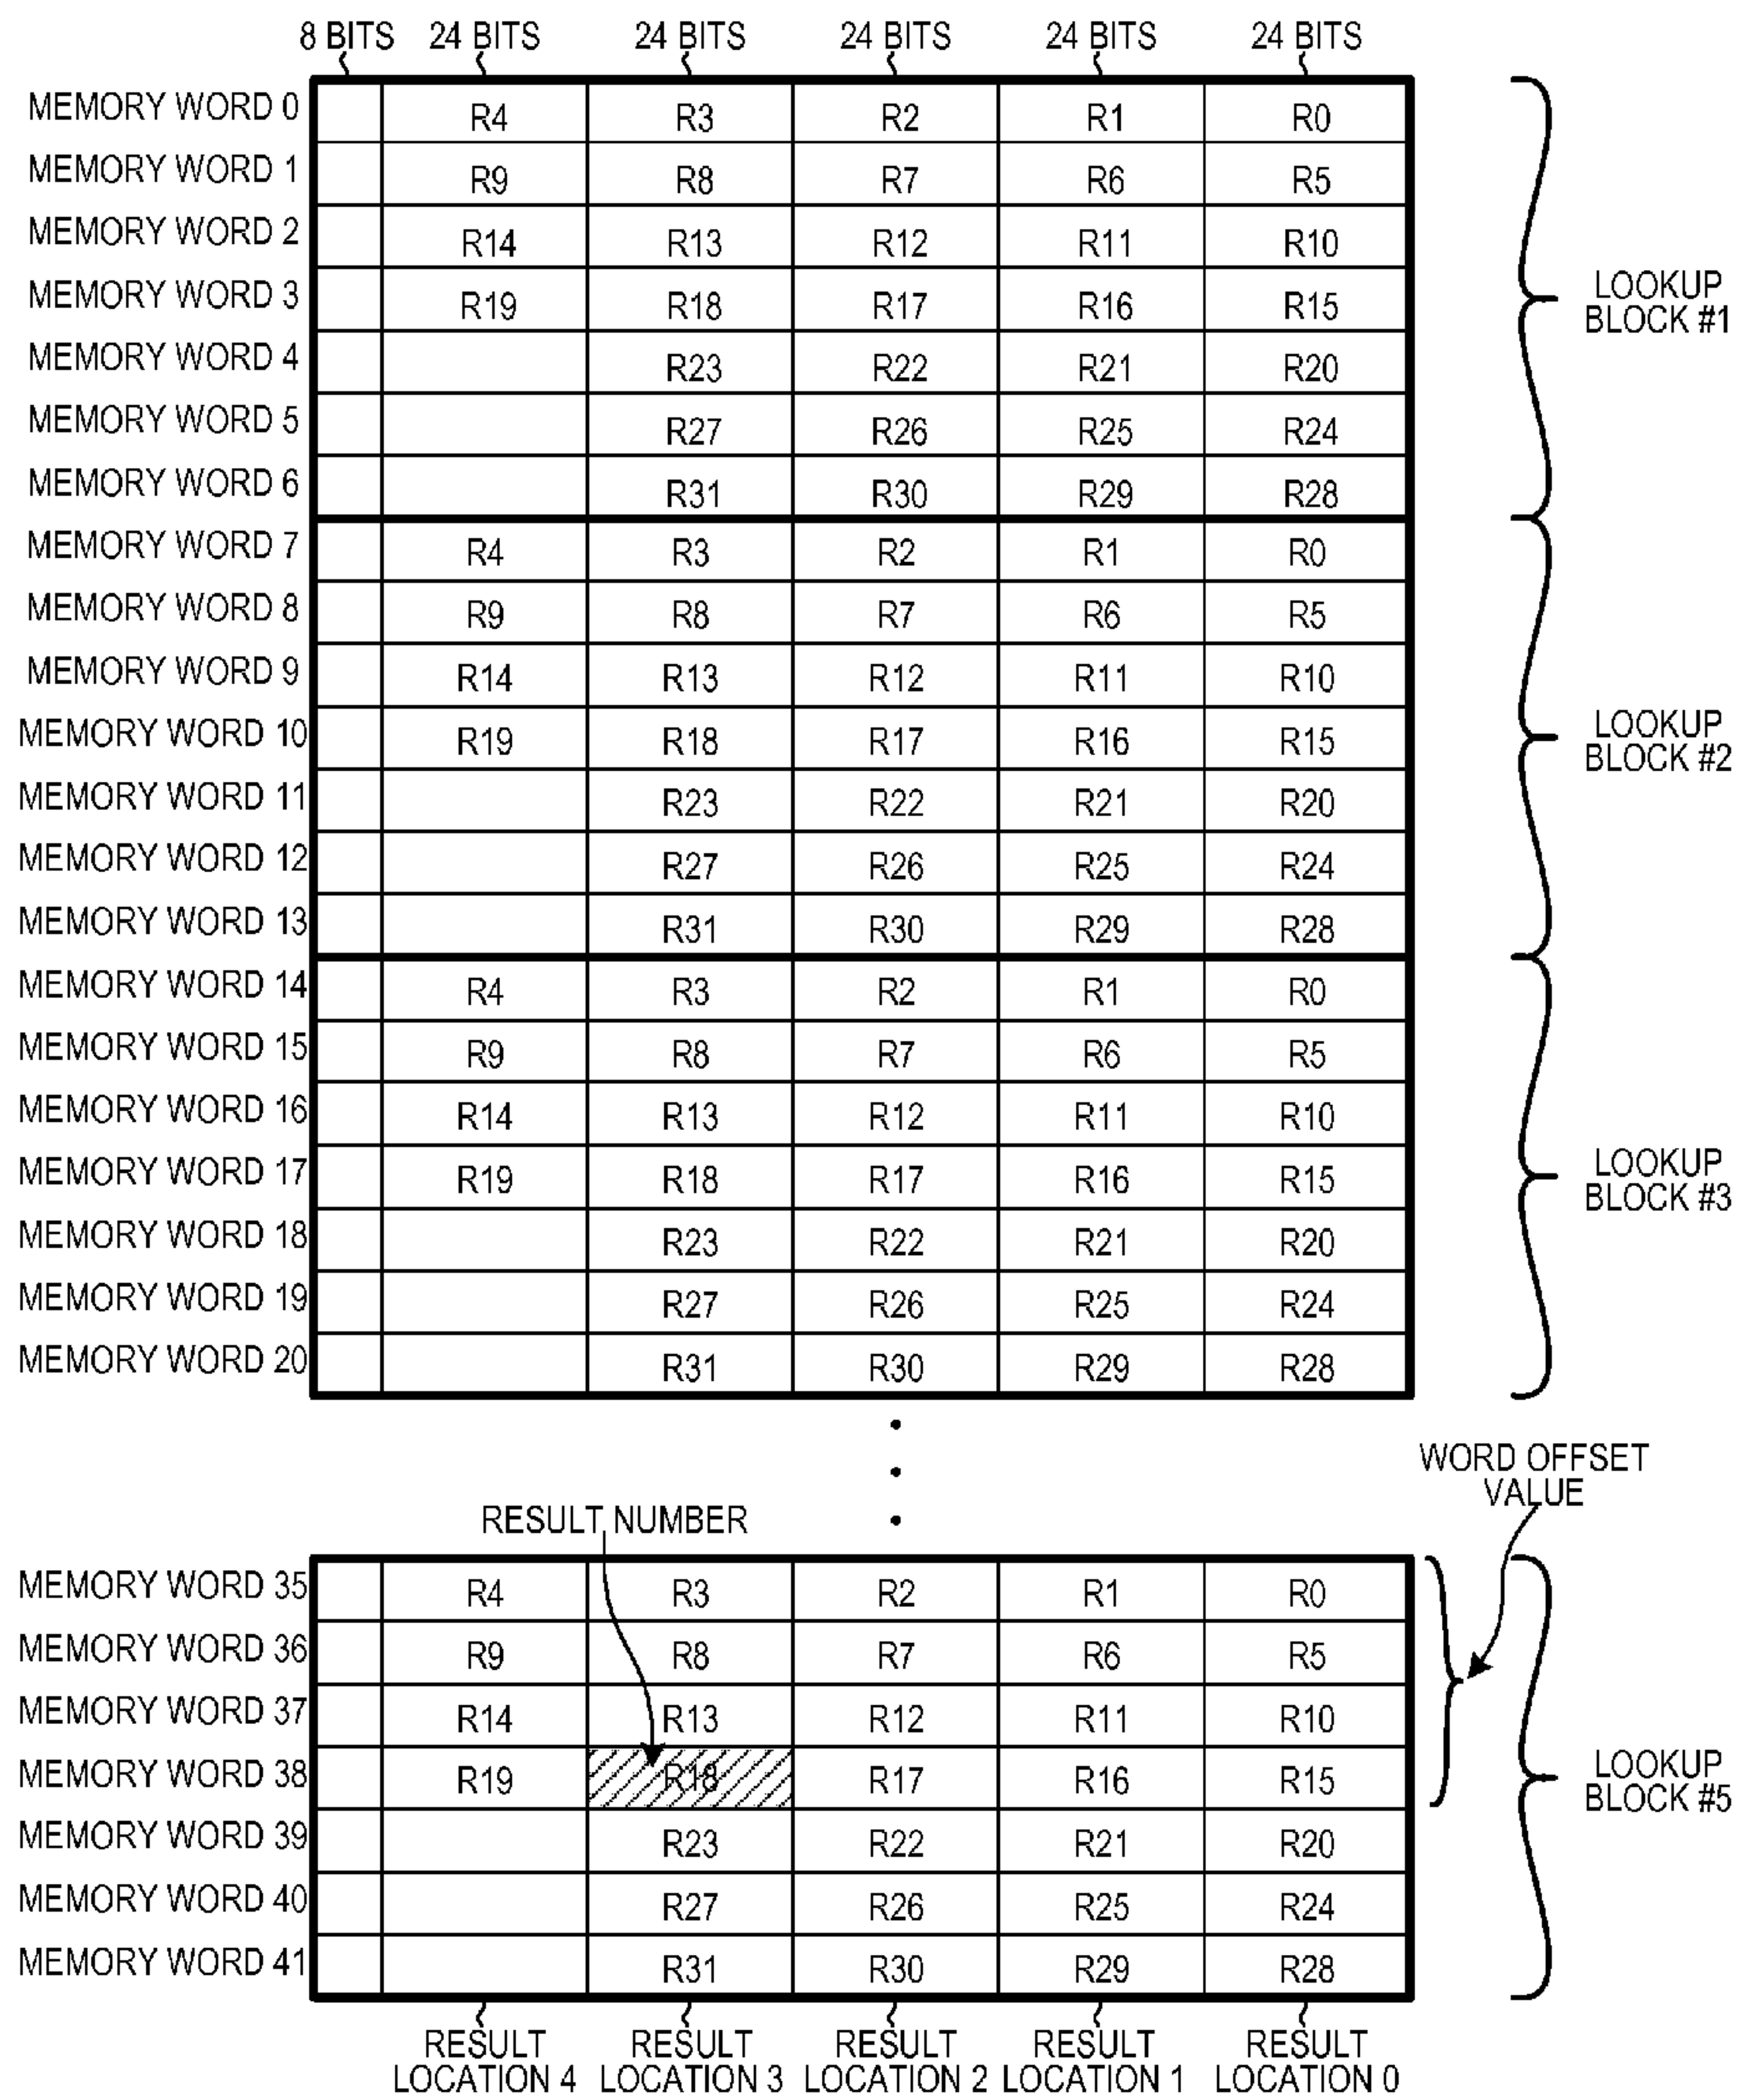 8 BITS 24 BITS 24 BITS 24 BITS 24 BITS 24 BITS
MEMORY WORD 0 R4 R3 R2 R1 R0
MEMORY WORD 1 R9 R8 R7 R6 R5
MEMORY WORD 2 R14 R13 R12 R11 R10
MEMORY WORD 3 R19 R18 R17 R16 R15
LOOKUP
BLOCK #1
MEMORY WORD 4 R23 R22 R21 R20
MEMORY WORD 5 R27 R26 R25 R24
MEMORY WORD 6 R31 R30 R29 R28
MEMORY WORD 7 R4 R3 R2 R1 R0
MEMORY WORD 8 R9 R8 R7 R6 R5
MEMORY WORD 9 R14 R13 R12 R11 R10
MEMORY WORD 10 R19 R18 R17 R16 R15
LOOKUP
BLOCK #2
MEMORY WORD 11 R23 R22 R21 R20
MEMORY WORD 12 R27 R26 R25 R24
MEMORY WORD 13 R31 R30 R29 R28
MEMORY WORD 14 R4 R3 R2 R1 R0
MEMORY WORD 15 R9 R8 R7 R6 R5
MEMORY WORD 16 R14 R13 R12 R11 R10
MEMORY WORD 17 R19 R18 R17 R16 R15
LOOKUP
BLOCK #3
MEMORY WORD 18 R23 R22 R21 R20
MEMORY WORD 19 R27 R26 R25 R24
MEMORY WORD 20 R31 R30 R29 R28
WORD OFFSET
VALUE
RESULT NUMBER
MEMORY WORD 35 R4 R3 R2 R1 R0
MEMORY WORD 36 R9 R8 R7 R6 R5
MEMORY WORD 37 R14 R13 R12 R11 R10
MEMORY WORD 38 R19 R18 R17 R16 R15
LOOKUP
BLOCK #5
MEMORY WORD 39 R23 R22 R21 R20
MEMORY WORD 40 R27 R26 R25 R24
MEMORY WORD 41 R31 R30 R29 R28
RESULT RESULT RESULT RESULT RESULT
LOCATION 4 LOCATION 3 LOCATION 2 LOCATION 1 LOCATION 0